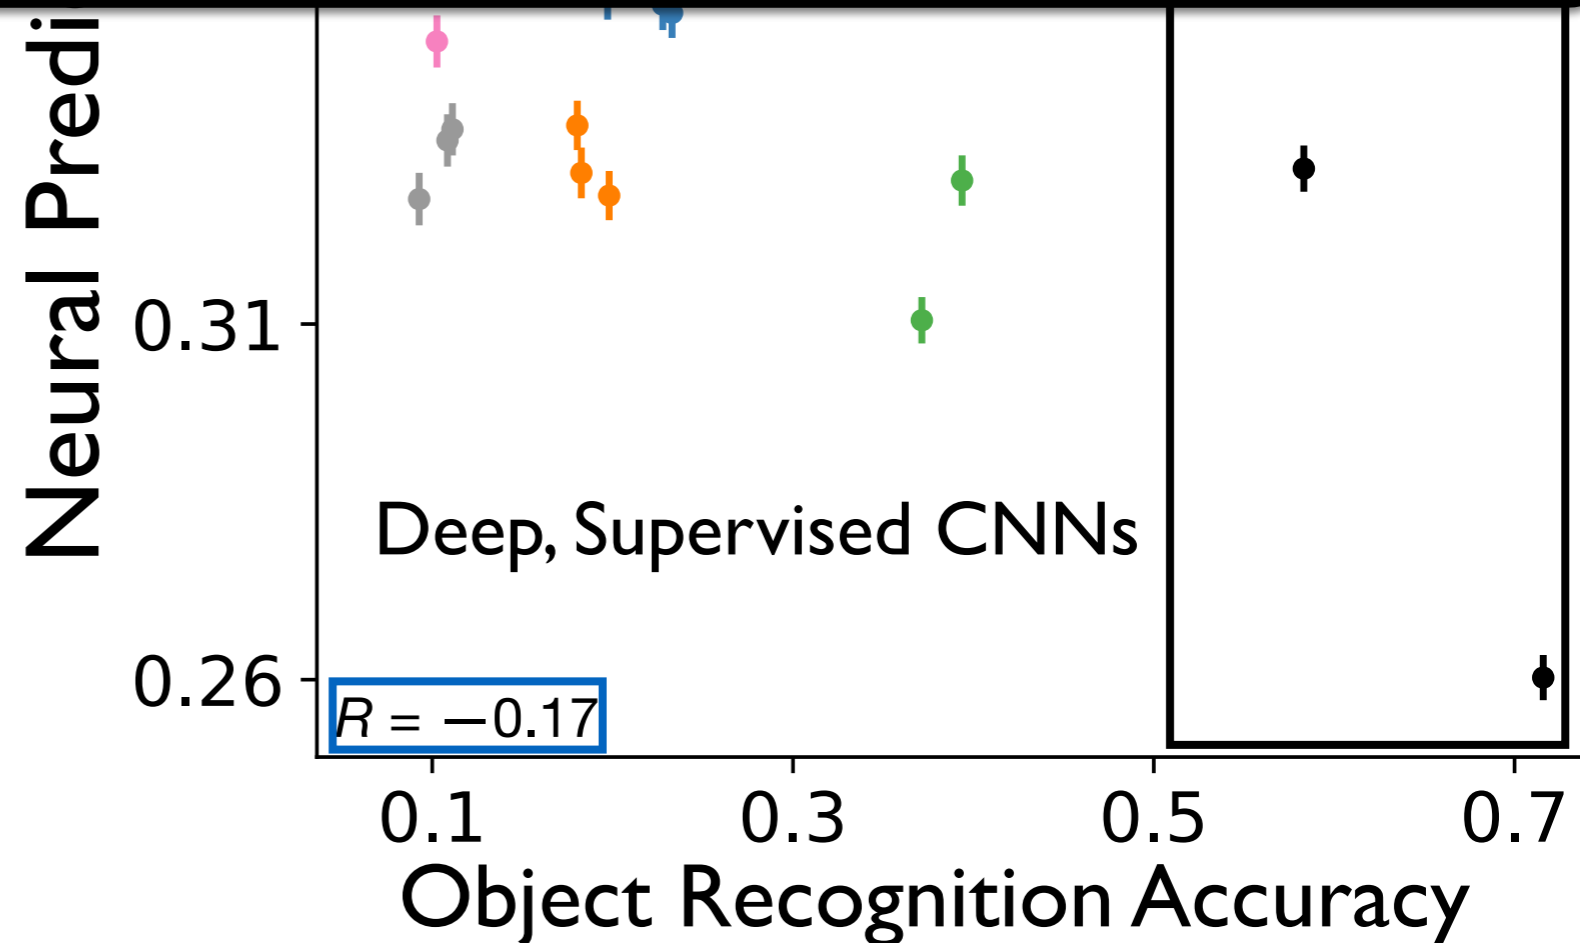 Neural
0.31
Deep, Supervised CNNs
0.26
R = −0.17
0.1 0.3 0.5 0.7
Object Recognition Accuracy